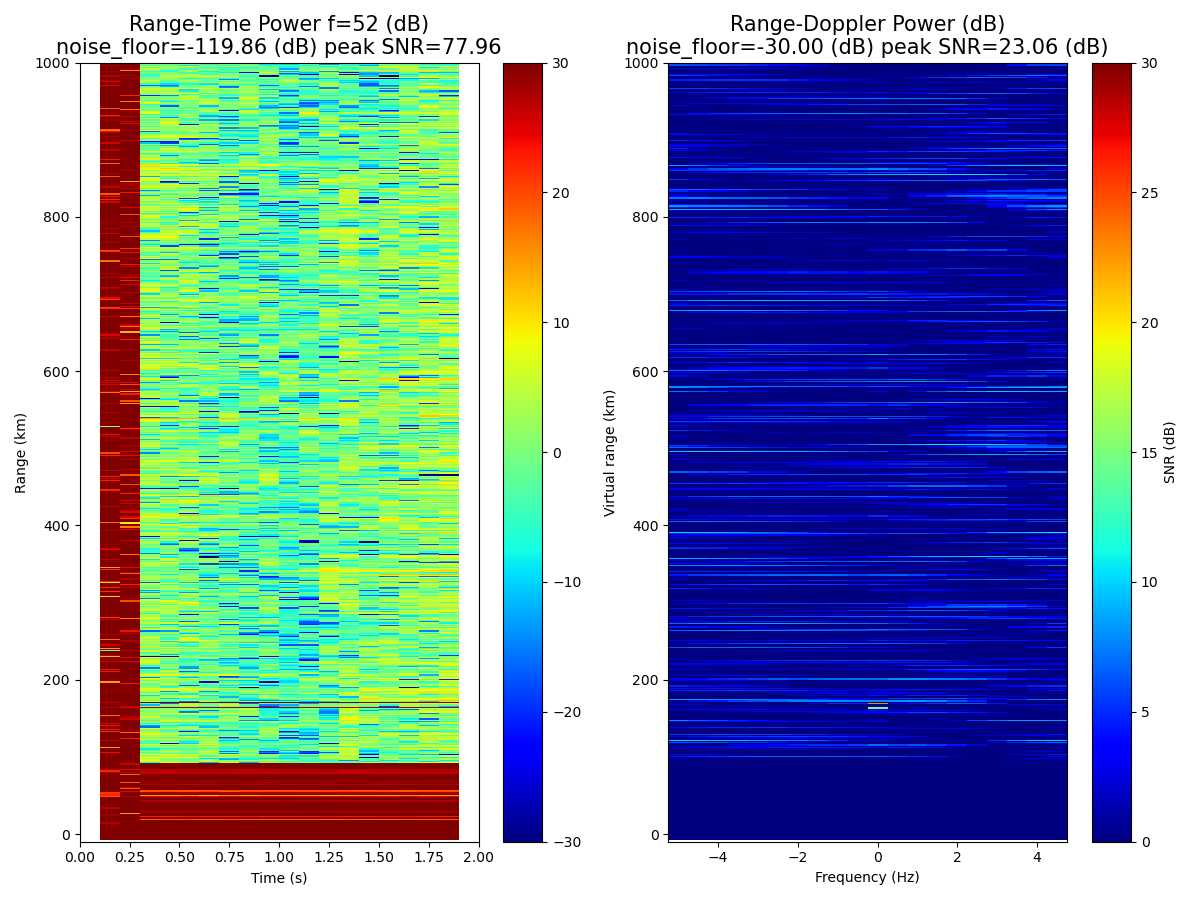 Range-Time Power f=52 (dB)
noise_floor=-119.86 (dB) peak SNR=77.96
Range-Doppler Power (dB)
noise_floor=-30.00 (dB) peak SNR=23.06 (dB)
1000
800
600
400
200
0
Range (km)
0.00 0.25 0.50 0.75 1.00 1.25 1.50 1.75 2.00
Time (s)
30
20
10
0
−10
−20
−30
1000
800
600
400
200
0
Virtual range (km)
−4 −2 0 2 4
Frequency (Hz)
30
25
20
15
10
5
0
SNR (dB)